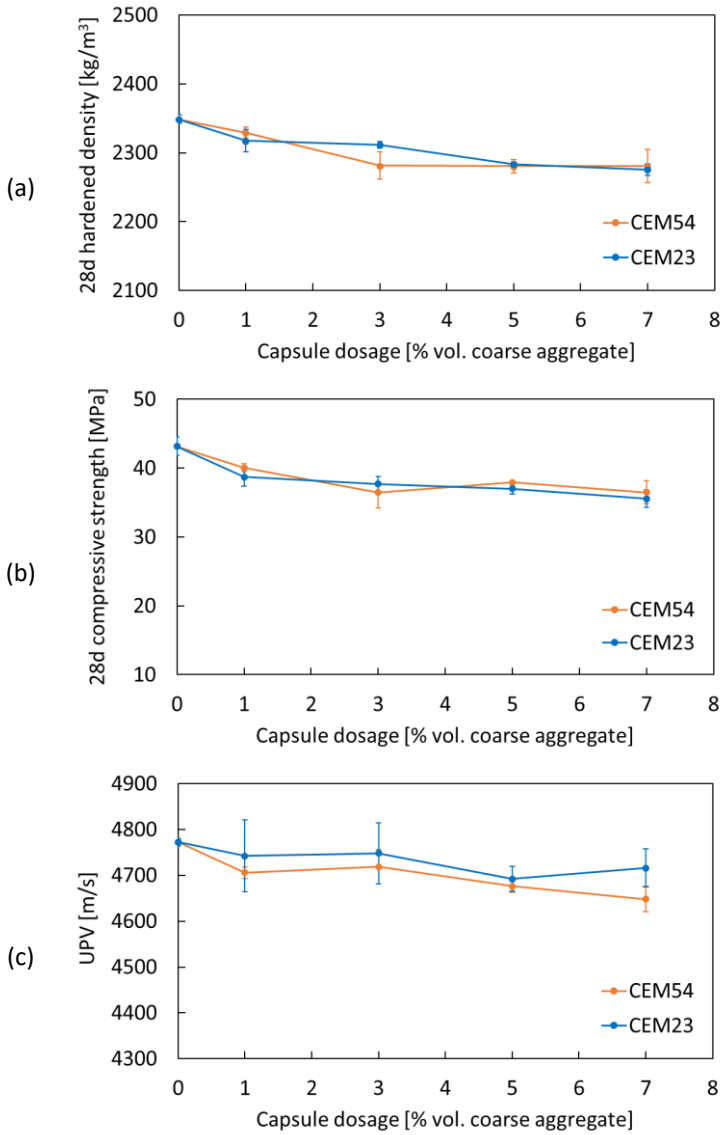 (a)
28d hardened density [kg/m³]
2500
2400
2300
2200
2100
CEM54
CEM23
0 1 2 3 4 5 6 7 8
Capsule dosage [% vol. coarse aggregate]
(b)
28d compressive strength [MPa]
50
40
30
20
10
CEM54
CEM23
0 1 2 3 4 5 6 7 8
Capsule dosage [% vol. coarse aggregate]
(c)
UPV [m/s]
4900
4800
4700
4600
4500
4400
4300
CEM54
CEM23
0 1 2 3 4 5 6 7 8
Capsule dosage [% vol. coarse aggregate]